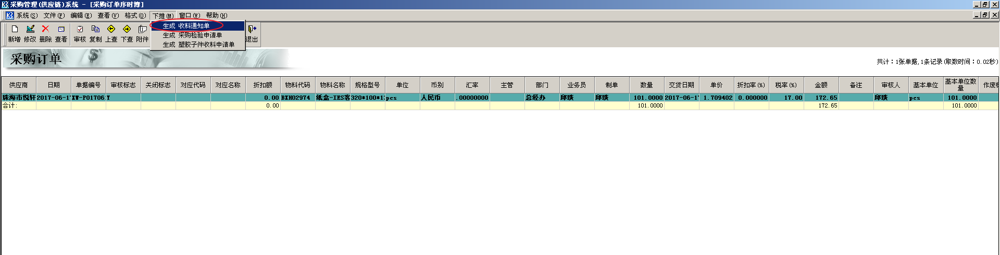 采购管理(供应链)系统 - [采购订单序时簿]
系统(S) 文件(F) 编辑(E) 查看(V) 格式(O) 下推(M) 窗口(W) 帮助(H)
生成 收料通知单
生成 采购检验申请单
生成 塑胶子件收料申请单
新增 修改 删除 查看 审核 复制 上查 下查 附件 退出
采购订单
共计：1张单据,1条记录(取数时间：0.02秒)
供应商 日期 单据编号 审核标志 关闭标志 对应代码 对应名称 折扣额 物料代码 物料名称 规格型号 单位 币别 汇率 主管 部门 业务员 制单 数量 交货日期 单价 折扣率(%) 税率(%) 金额 备注 审核人 基本单位 基本单位数量 作废标
珠海市悦轩 2017-06-17 XW-PO1706 Y 0.00 BXH02974 纸盒-IES客 320*100*13 pcs 人民币 .00000000 总经办 邱琰 邱琰 101.0000 2017-06-17 1.709402 0.000000 17.00 172.65 邱琰 pcs 101.0000
合计: 0.00 101.0000 172.65 101.0000